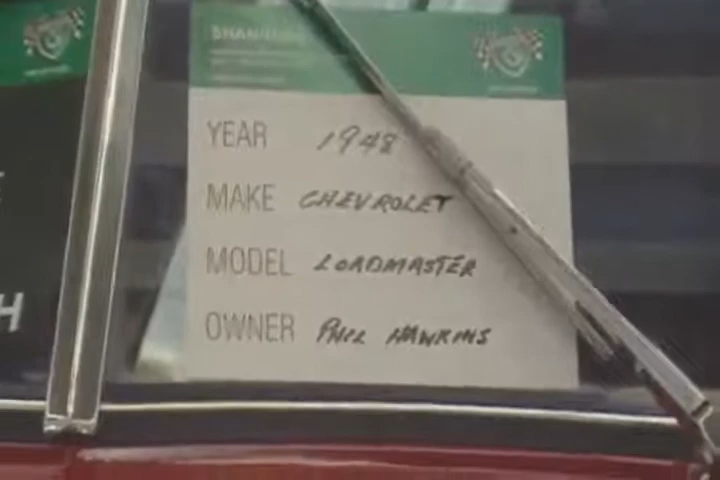 YEAR 1948
MAKE CHEVROLET
MODEL LOADMASTER
OWNER PHIL HAWKINS
H